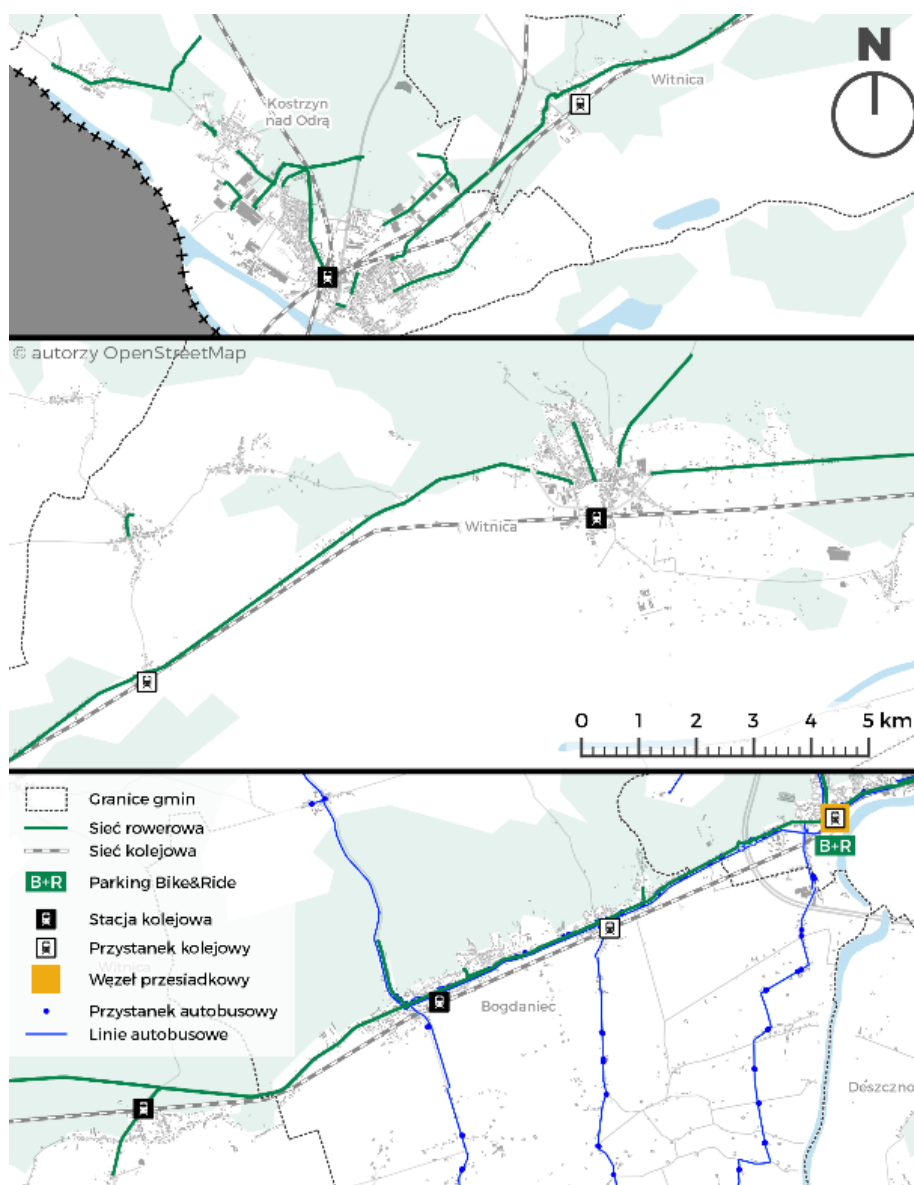 N
Witnica
Kostrzyn
nad Odrą
© autorzy OpenStreetMap
Witnica
0 1 2 3 4 5 km
Granice gmin
Sieć rowerowa
Sieć kolejowa
B+R Parking Bike&Ride
Stacja kolejowa
Przystanek kolejowy
Witnica
Węzeł przesiadkowy
Przystanek autobusowy
Linie autobusowe
B+R
Bogdaniec
Deszczno